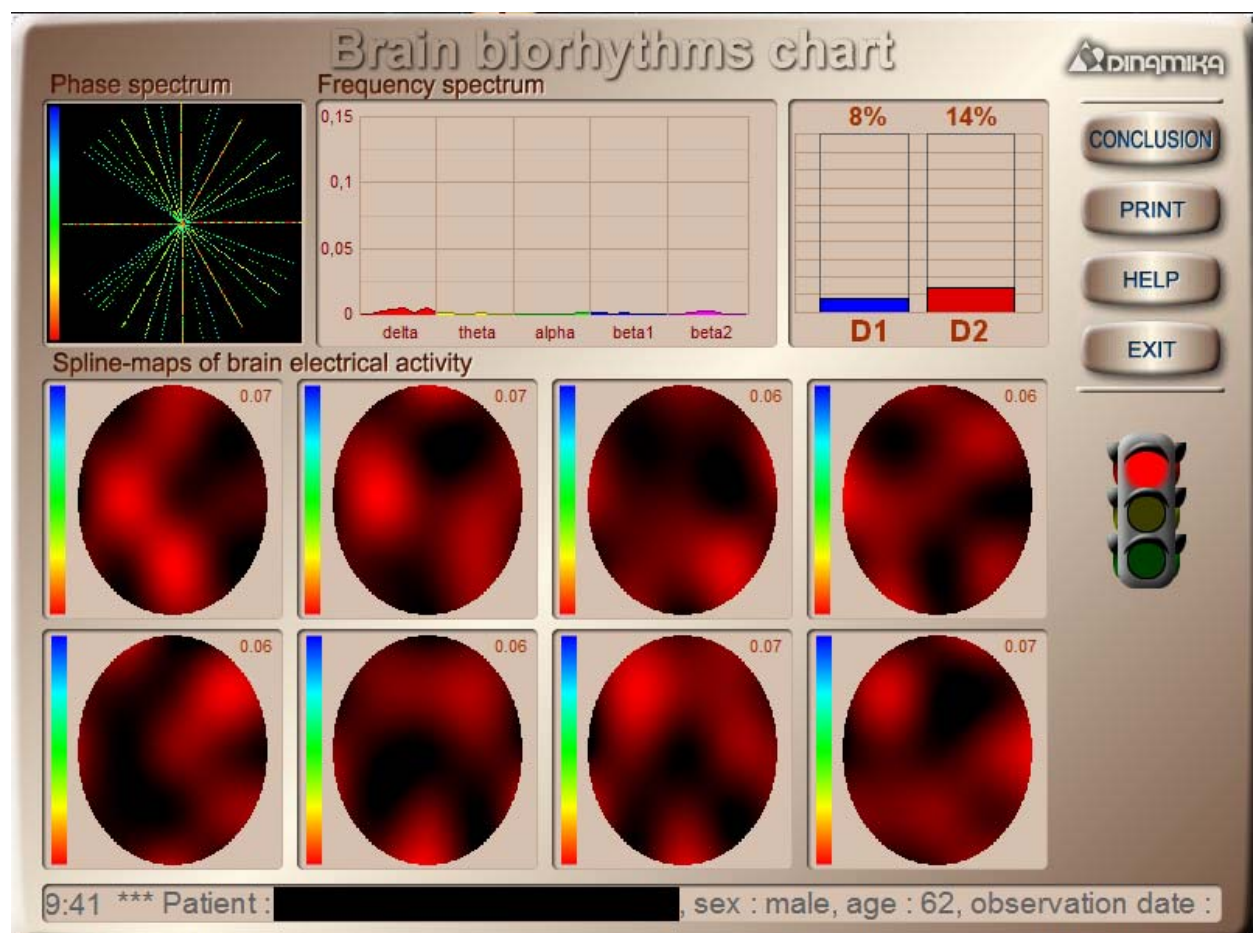 Brain biorhythms chart
DINAMIKA
Phase spectrum
Frequency spectrum
0,15
0,1
0,05
0
delta theta alpha beta1 beta2
8% 14%
D1 D2
CONCLUSION
PRINT
HELP
EXIT
Spline-maps of brain electrical activity
0.07 0.07 0.06 0.06
0.06 0.06 0.07 0.07
9:41 *** Patient : , sex : male, age : 62, observation date :